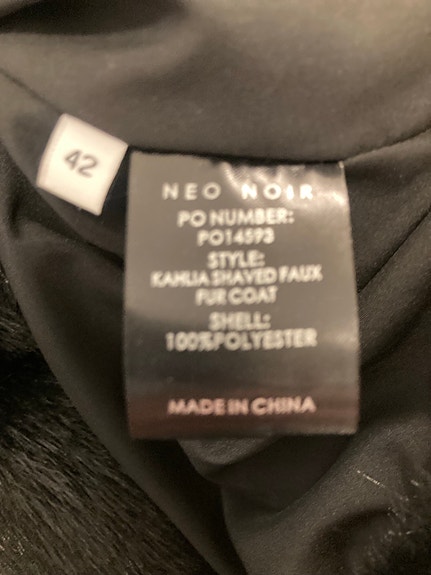 42
NEO NOIR
PO NUMBER:
PO14593
STYLE:
KAHLIA SHAVED FAUX
FUR COAT
SHELL:
100%POLYESTER
MADE IN CHINA